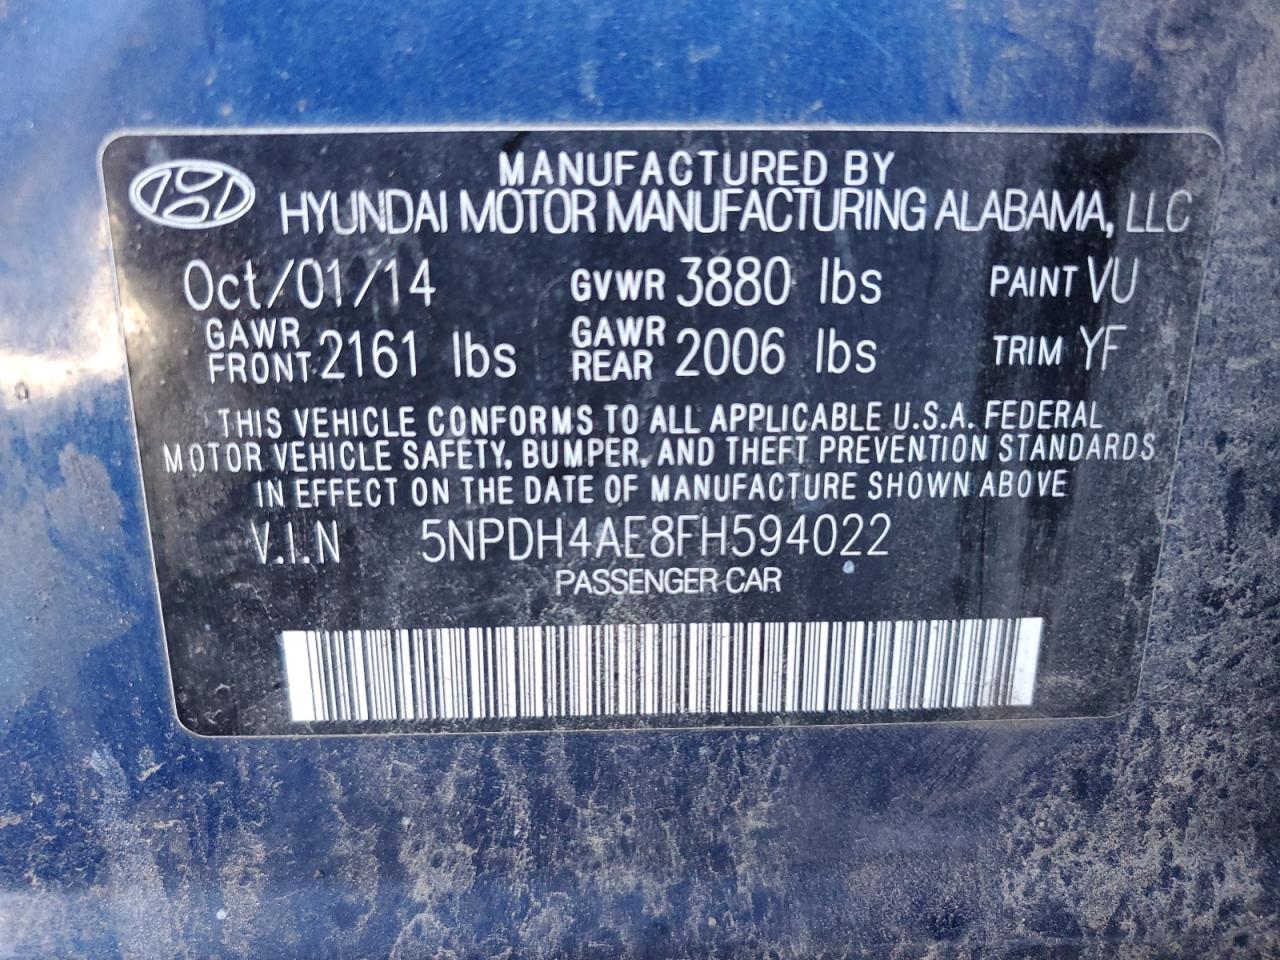 MANUFACTURED BY
HYUNDAI MOTOR MANUFACTURING ALABAMA, LLC
Oct/01/14 GVWR 3880 lbs PAINT VU
GAWR FRONT 2161 lbs GAWR REAR 2006 lbs TRIM YF
THIS VEHICLE CONFORMS TO ALL APPLICABLE U.S.A. FEDERAL
MOTOR VEHICLE SAFETY, BUMPER, AND THEFT PREVENTION STANDARDS
IN EFFECT ON THE DATE OF MANUFACTURE SHOWN ABOVE
V.I.N 5NPDH4AE8FH594022
PASSENGER CAR